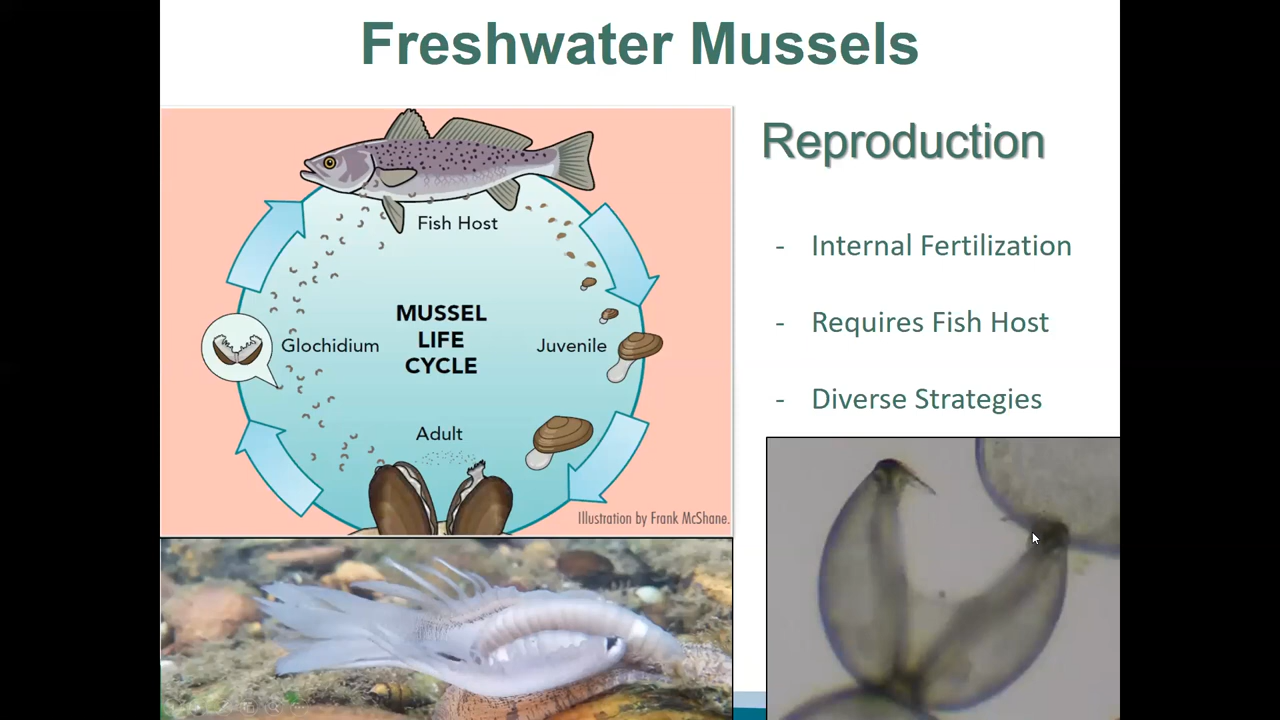 Freshwater Mussels
Reproduction
- Internal Fertilization
- Requires Fish Host
- Diverse Strategies
Fish Host
MUSSEL
LIFE
CYCLE
Glochidium
Juvenile
Adult
Illustration by Frank McShane.